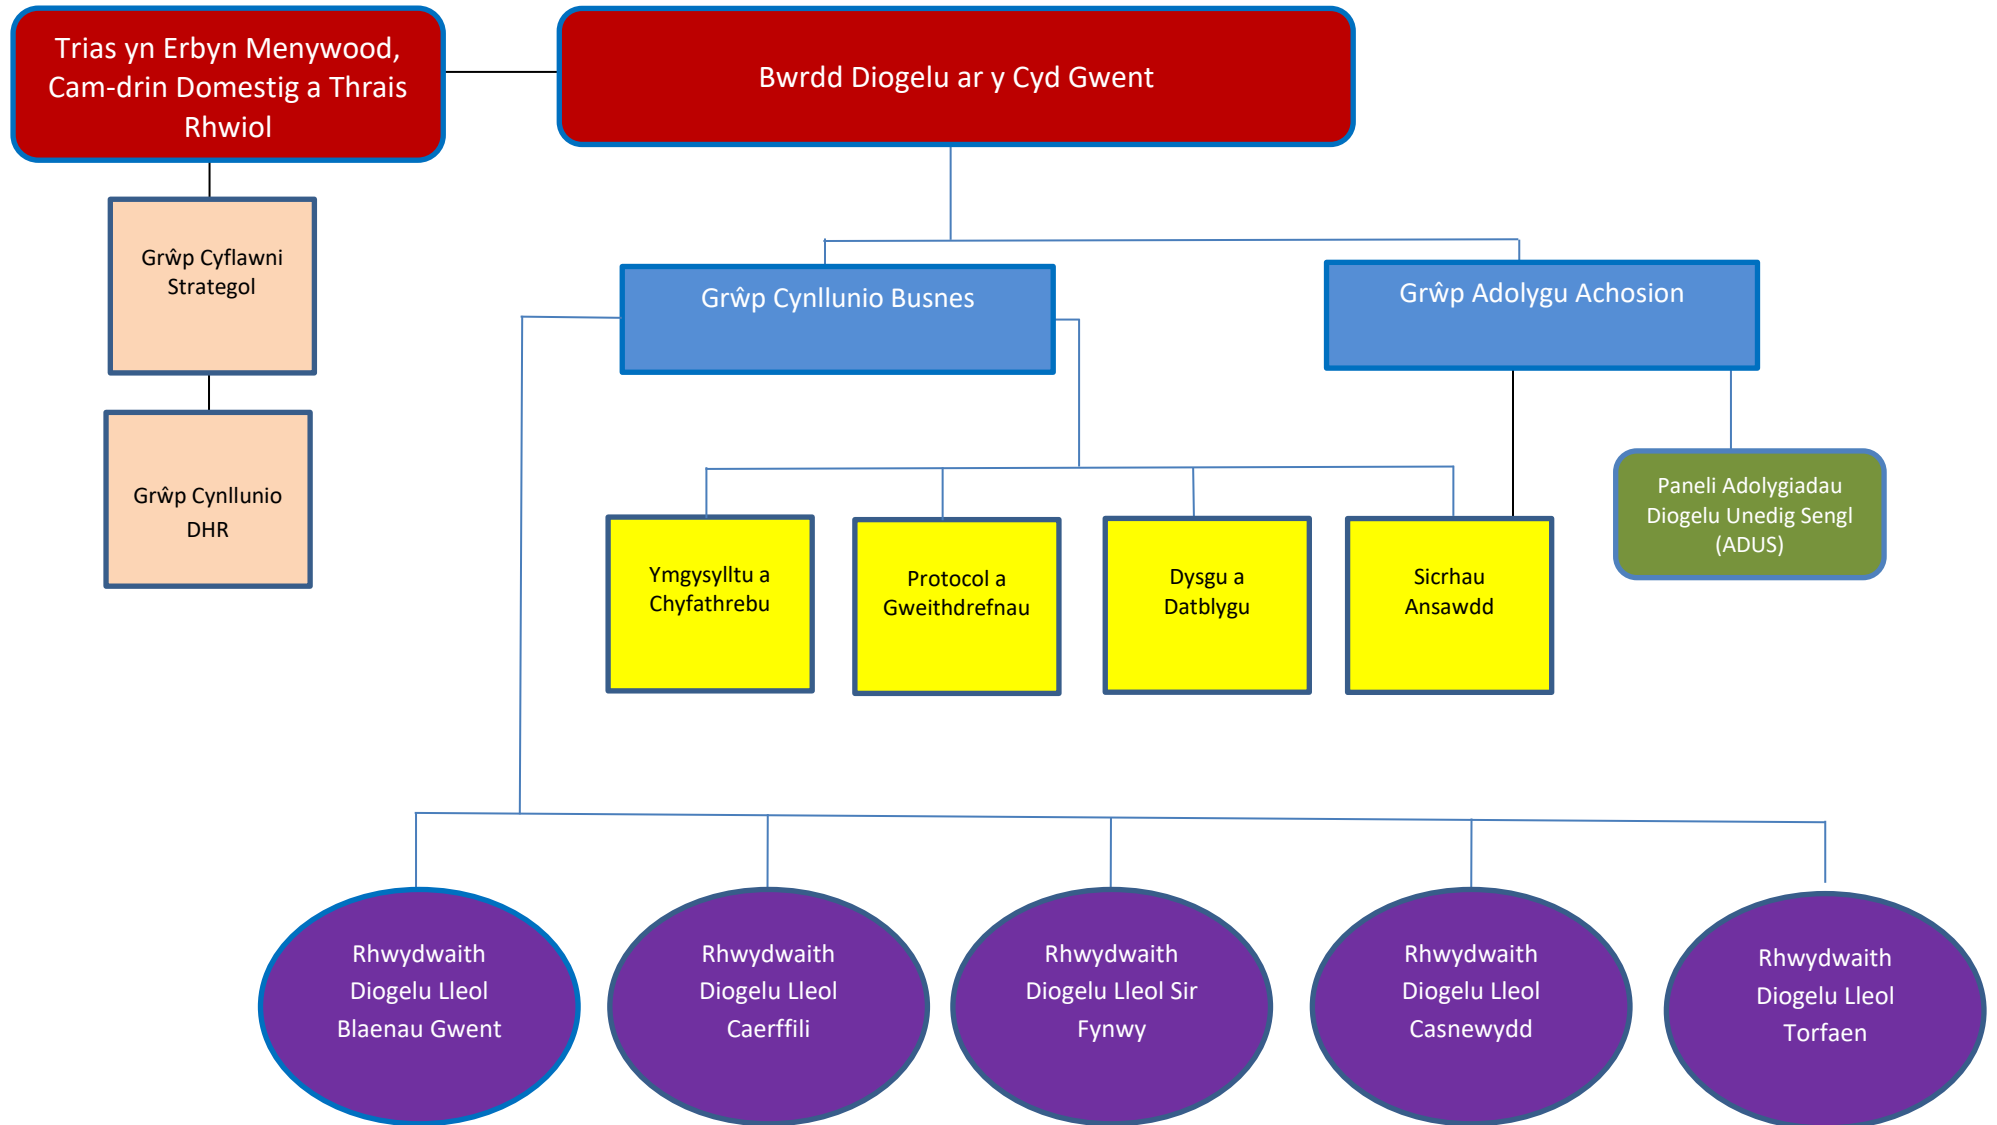 Trias yn Erbyn Menywood,
Cam-drin Domestig a Thrais
Rhwiol
Bwrdd Diogelu ar y Cyd Gwent
Grŵp Cyflawni
Strategol
Grŵp Cynllunio Busnes
Grŵp Adolygu Achosion
Grŵp Cynllunio
DHR
Ymgysylltu a
Chyfathrebu
Protocol a
Gweithdrefnau
Dysgu a
Datblygu
Sicrhau
Ansawdd
Paneli Adolygiadau
Diogelu Unedig Sengl
(ADUS)
Rhwydwaith
Diogelu Lleol
Blaenau Gwent
Rhwydwaith
Diogelu Lleol
Caerffili
Rhwydwaith
Diogelu Lleol Sir
Fynwy
Rhwydwaith
Diogelu Lleol
Casnewydd
Rhwydwaith
Diogelu Lleol
Torfaen